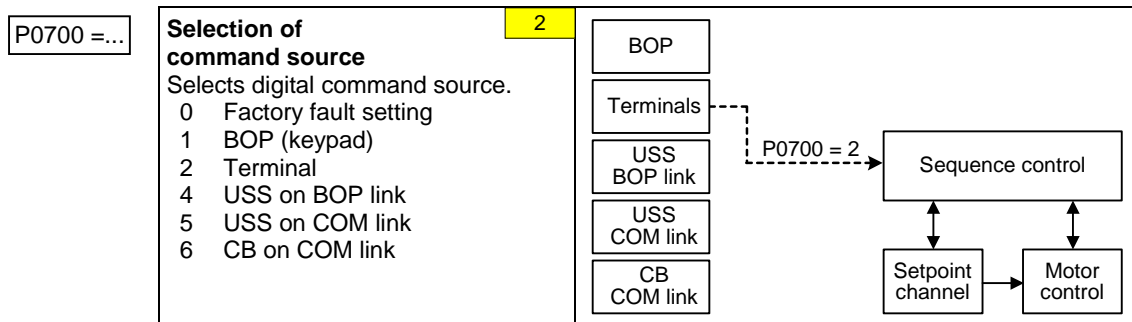 P0700 =...
Selection of
command source
2
Selects digital command source.
0 Factory fault setting
1 BOP (keypad)
2 Terminal
4 USS on BOP link
5 USS on COM link
6 CB on COM link
BOP
Terminals
USS
BOP link
USS
COM link
CB
COM link
P0700 = 2
Sequence control
Setpoint
channel
Motor
control